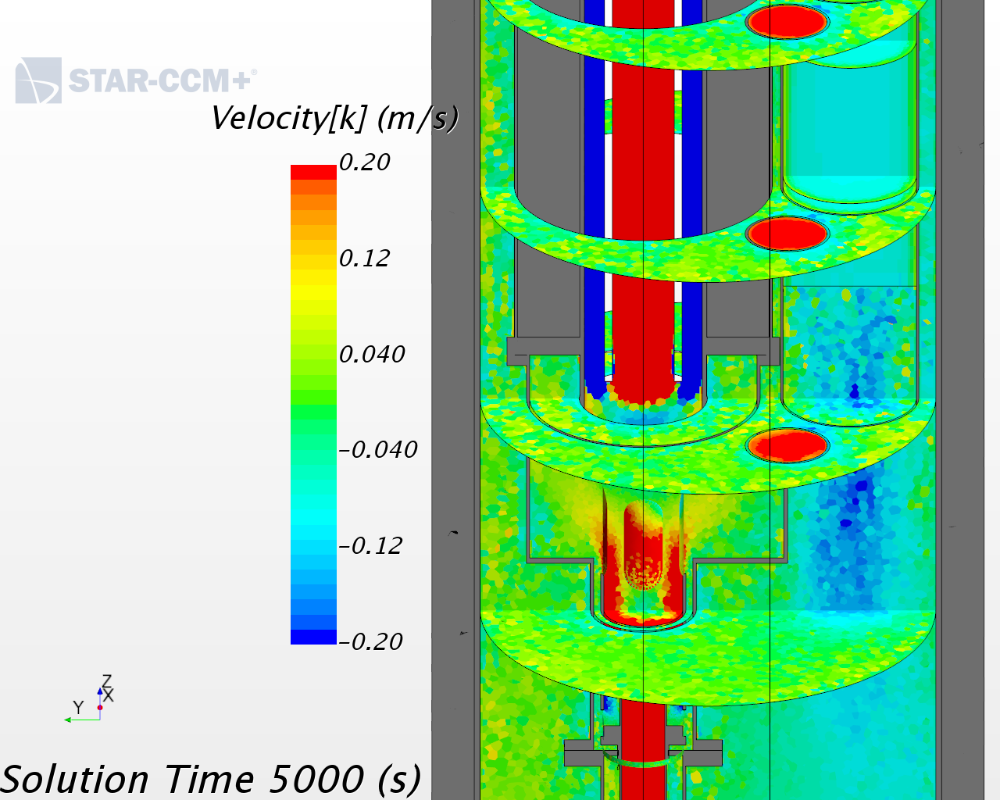 STAR-CCM+®
Velocity[k] (m/s)
0.20
0.12
0.040
-0.040
-0.12
-0.20
Z
X
Y
Solution Time 5000 (s)